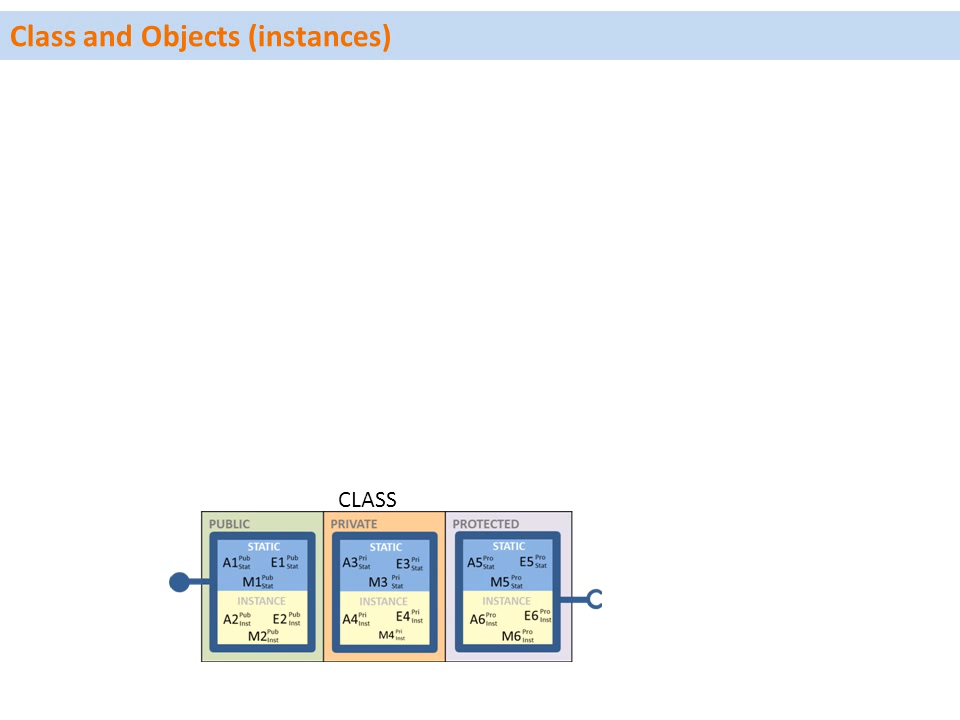 Class and Objects (instances)
CLASS
PUBLIC PRIVATE PROTECTED
STATIC STATIC STATIC
A1 Pub Stat E1 Pub Stat A3 Pri Stat E3 Pri Stat A5 Pro Stat E5 Pro Stat
M1 Pub Stat M3 Pri Stat M5 Pro Stat
INSTANCE INSTANCE INSTANCE
A2 Pub Inst E2 Pub Inst A4 Pri Inst E4 Pri Inst A6 Pro Inst E6 Pro Inst
M2 Pub Inst M4 Pri Inst M6 Pro Inst